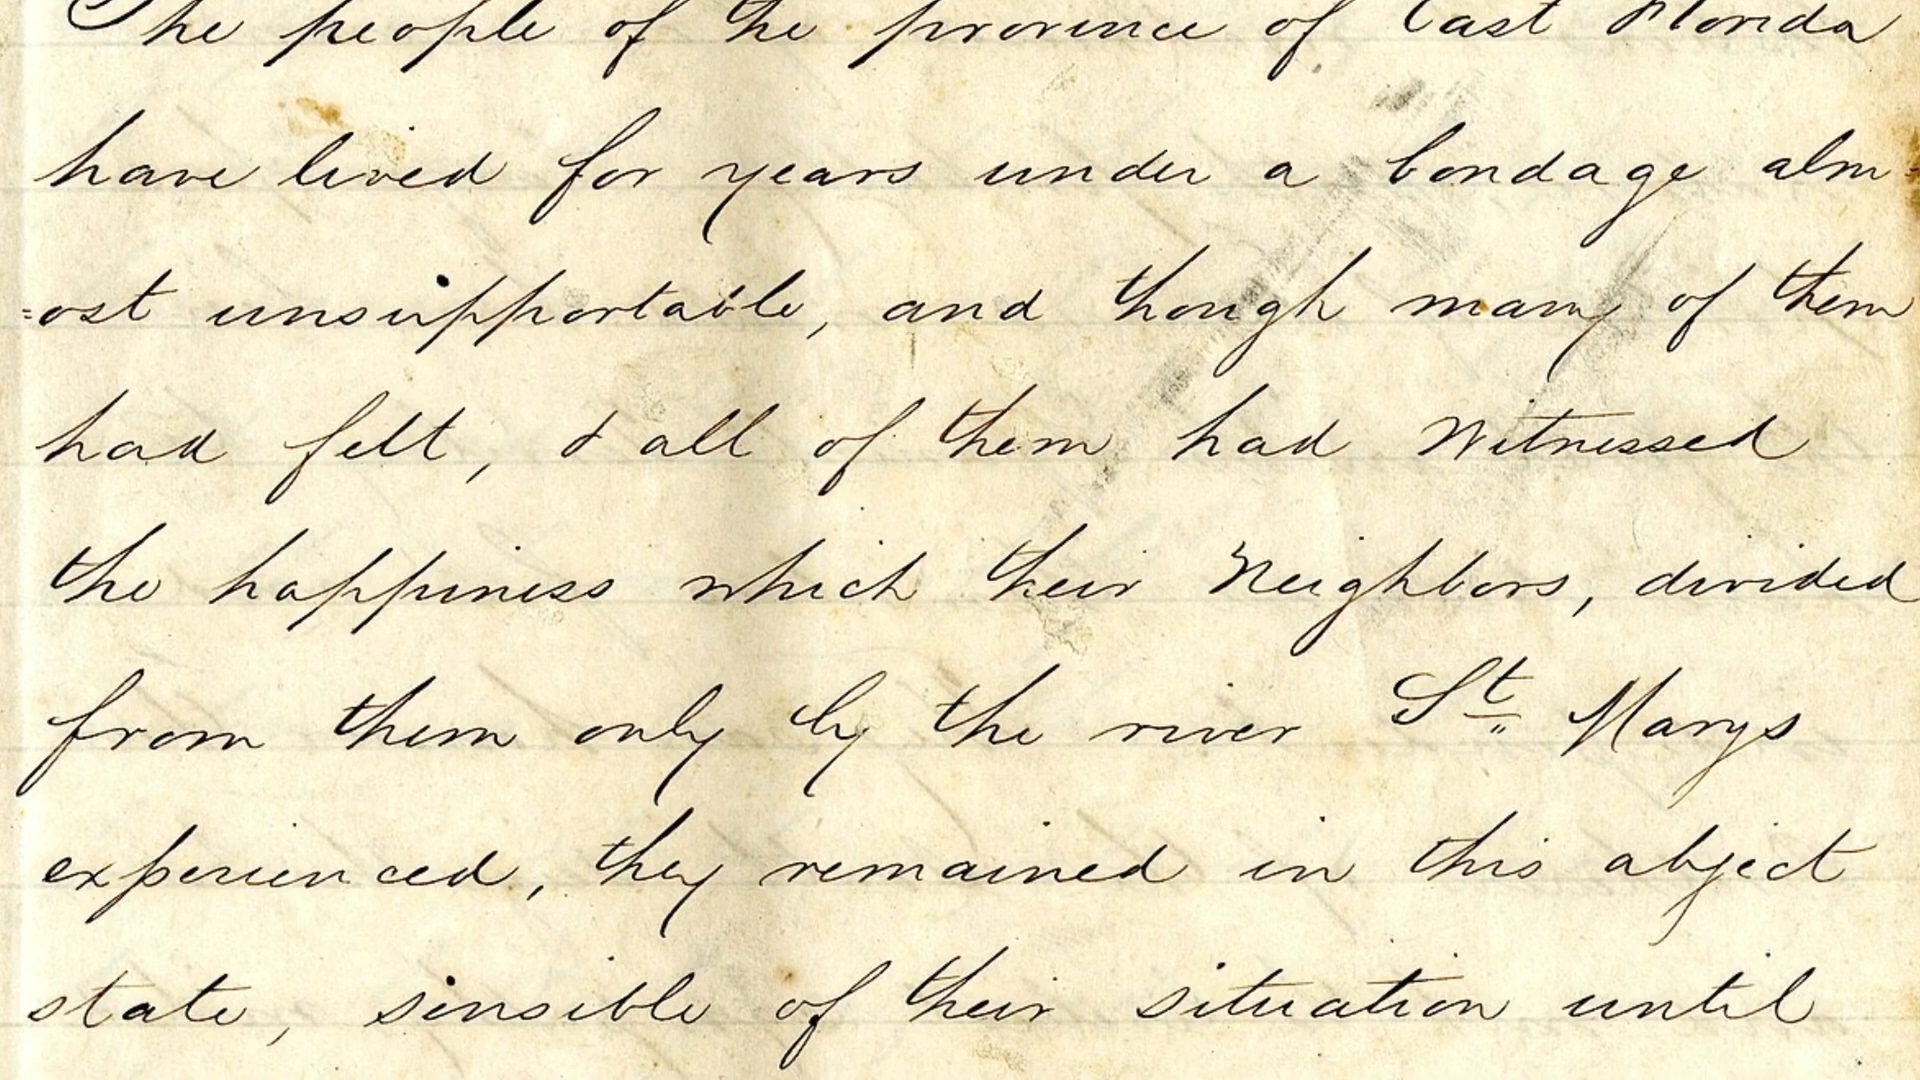 The people of the province of East Florida
have lived for years under a bondage alm=
=ost unsupportable, and though many of them
had felt, & all of them had Witnessed
the happiness which their Neighbors, divided
from them only by the river St. Marys
experienced, they remained in this abject
state, sensible of their situation until